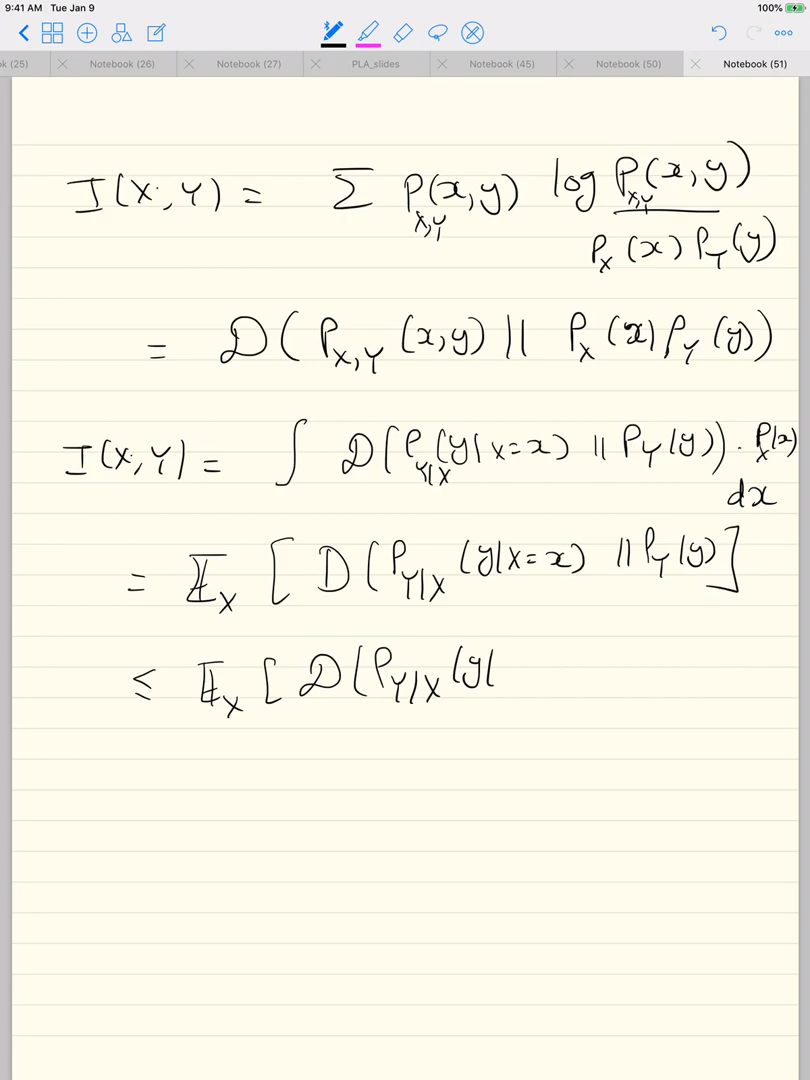 9:41 AM Tue Jan 9 100%
k (25) Notebook (26) Notebook (27) PLA_slides Notebook (45) Notebook (50) Notebook (51)
I(X;Y) = Σ P_{X,Y}(x,y) log P_{X,Y}(x,y)
P_X(x) P_Y(y)
= D(P_{X,Y}(x,y) || P_X(x) P_Y(y))
I(X,Y) = ∫ D(P_{Y|X}(y|X=x) || P_Y(y)) · P_X(x)
dx
= 𝔼_X [ D(P_{Y|X}(y|X=x) || P_Y(y) ]
≤ 𝔼_X [ D(P_{Y|X}(y|